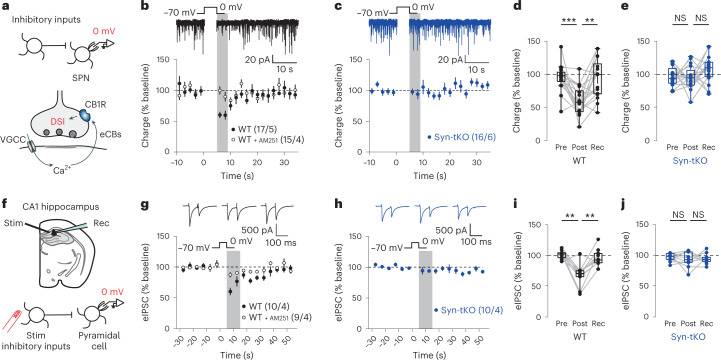 a
Inhibitory inputs
0 mV
SPN
DSI
CB1R
eCBs
VGCC
Ca2+
b
−70 mV
0 mV
20 pA
10 s
Charge (% baseline)
150
100
50
0
WT (17/5)
WT + AM251 (15/4)
−10 0 10 20 30
Time (s)
c
−70 mV
0 mV
20 pA
10 s
Charge (% baseline)
150
100
50
0
Syn-tKO (16/6)
−10 0 10 20 30
Time (s)
d
*** **
Charge (% baseline)
200
150
100
50
0
Pre Post Rec
WT
e
NS NS
Charge (% baseline)
200
150
100
50
0
Pre Post Rec
Syn-tKO
f
CA1 hippocampus
Stim
Rec
0 mV
Stim
inhibitory inputs
Pyramidal
cell
g
500 pA
100 ms
−70 mV
0 mV
eIPSC (% baseline)
150
100
50
0
WT (10/4)
WT + AM251 (9/4)
−30 −20 −10 0 10 20 30 40 50
Time (s)
h
500 pA
100 ms
−70 mV
0 mV
eIPSC (% baseline)
150
100
50
0
Syn-tKO (10/4)
−30 −20 −10 0 10 20 30 40 50
Time (s)
i
** **
eIPSC (% baseline)
150
100
50
0
Pre Post Rec
WT
j
NS NS
eIPSC (% baseline)
150
100
50
0
Pre Post Rec
Syn-tKO